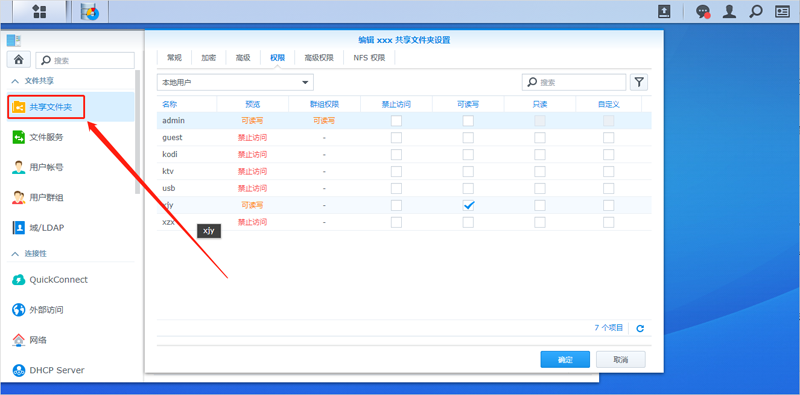 编辑 xxx 共享文件夹设置
搜索
文件共享
共享文件夹
文件服务
用户帐号
用户群组
域/LDAP
连接性
QuickConnect
外部访问
网络
DHCP Server
常规 加密 高级 权限 高级权限 NFS 权限
本地用户 搜索
名称 预览 群组权限 禁止访问 可读写 只读 自定义
admin 可读写 可读写
guest 禁止访问 -
kodi 禁止访问 -
ktv 禁止访问 -
usb 禁止访问 -
xjy 可读写 -
xzx 禁止访问 -
xjy
7 个项目
确定 取消